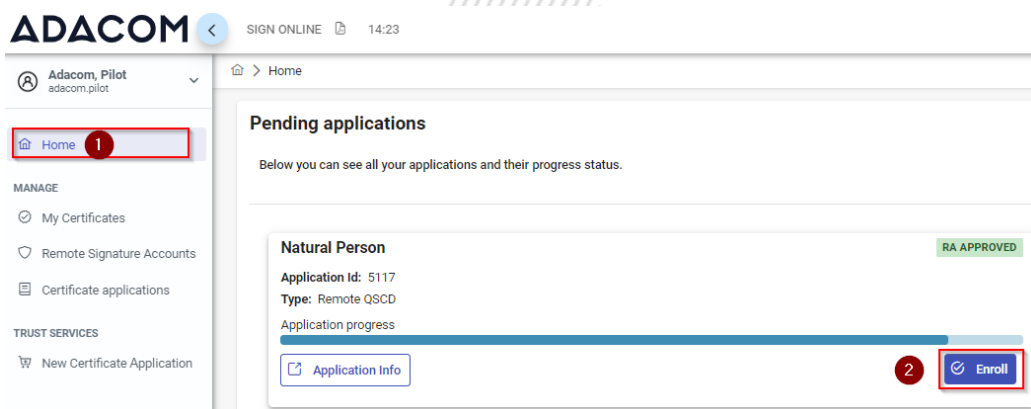 ADACOM
SIGN ONLINE 14:23
Adacom, Pilot
adacom.pilot
Home
1
MANAGE
My Certificates
Remote Signature Accounts
Certificate applications
TRUST SERVICES
New Certificate Application
Home
Pending applications
Below you can see all your applications and their progress status.
Natural Person
RA APPROVED
Application Id: 5117
Type: Remote QSCD
Application progress
Application Info
2
Enroll